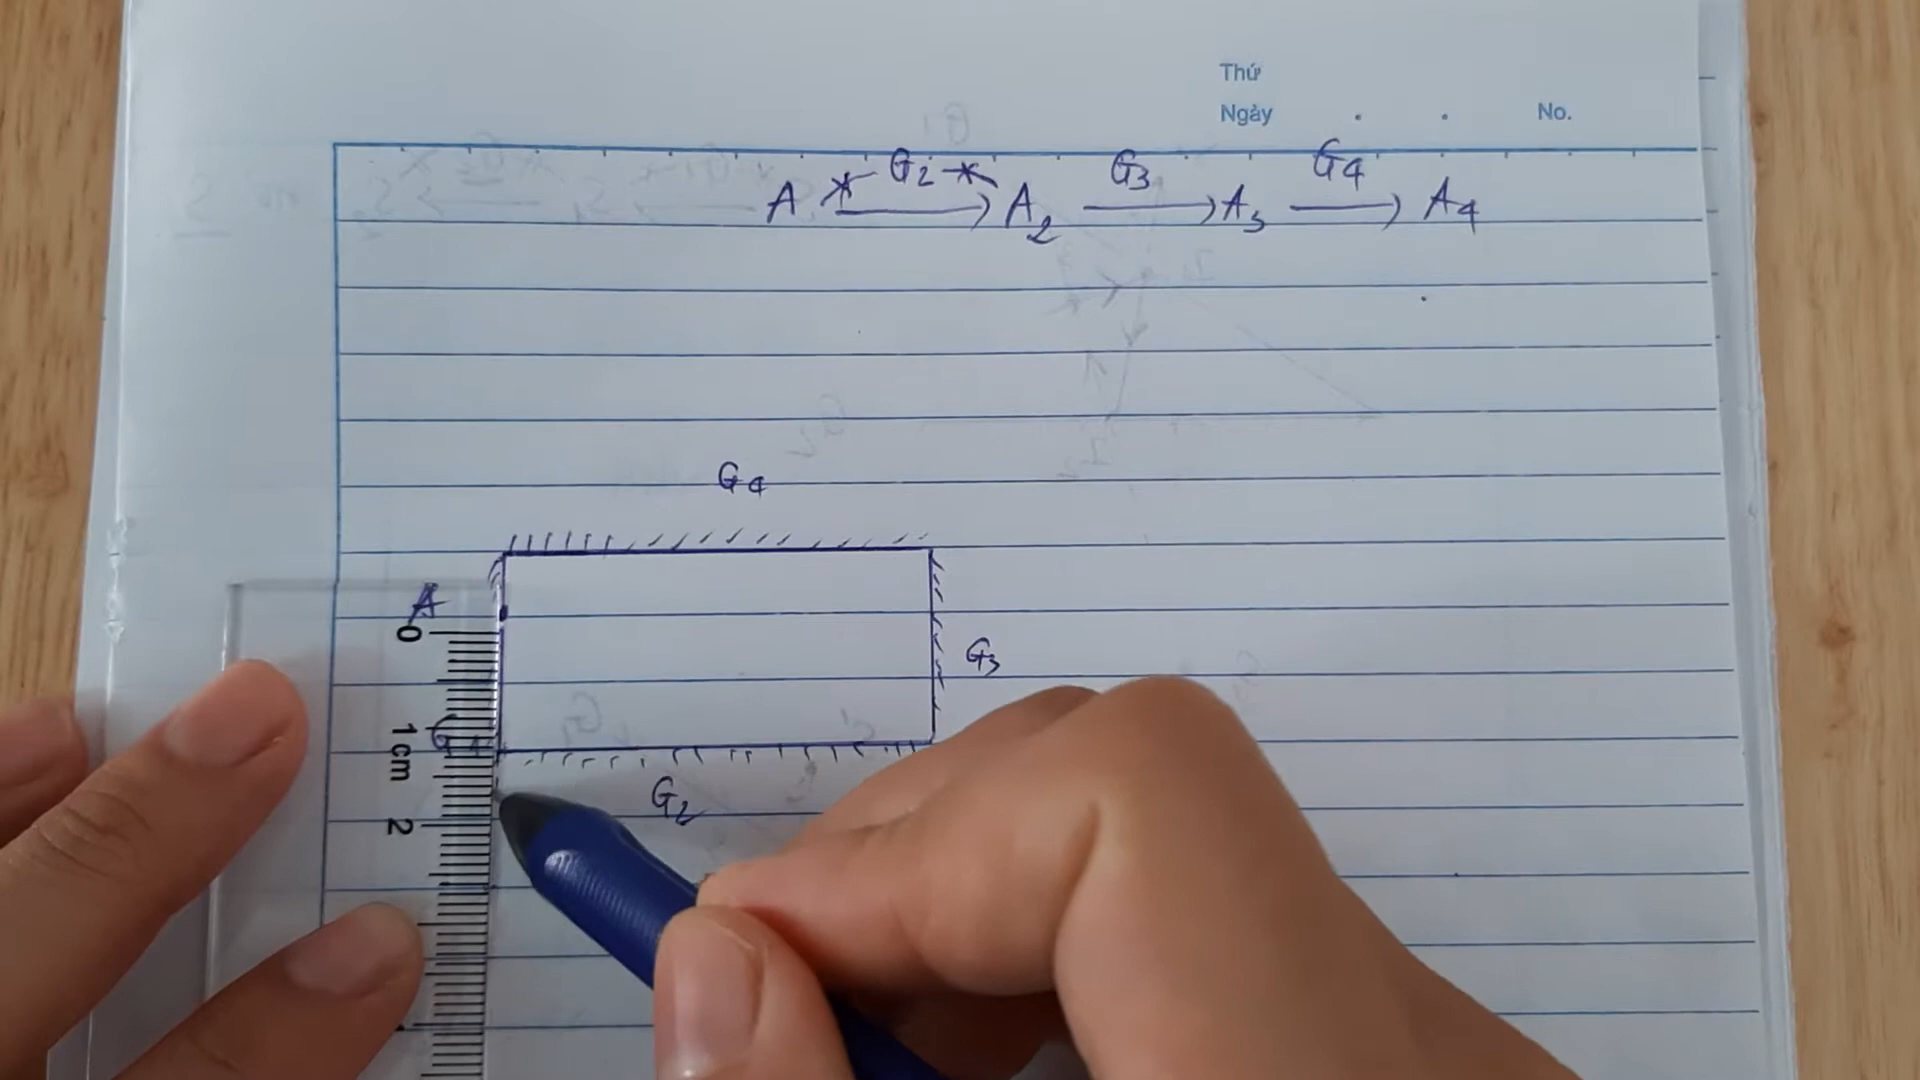 Thứ
Ngày . . No.
G2 G3 G4
A A2 A3 A4
G4
A
0
G3
1cm
G2
2